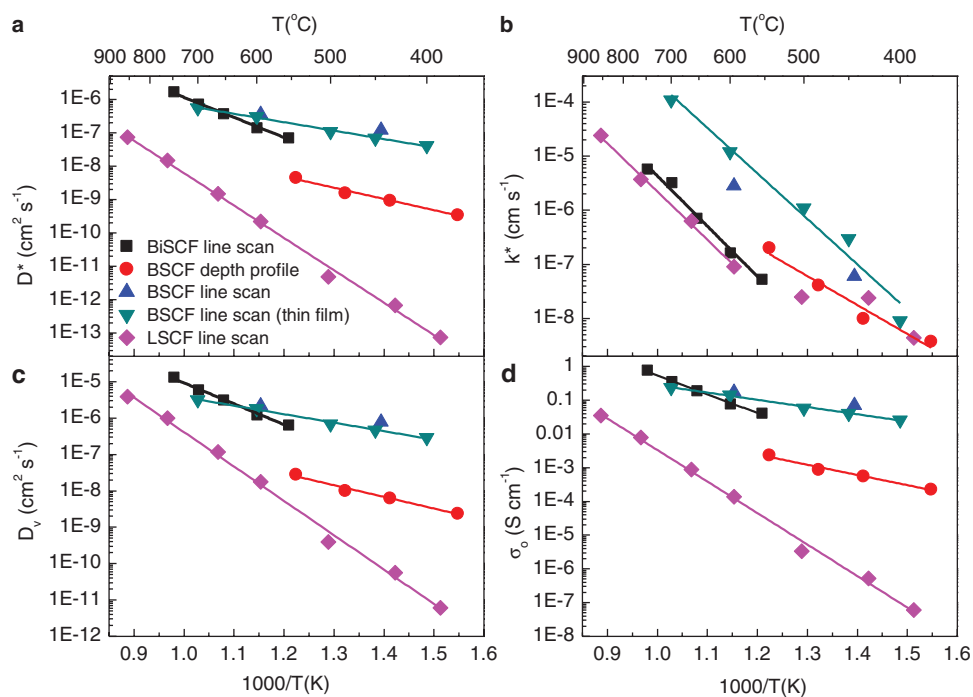 a
T(°C)
900 800 700 600 500 400
1E-6
1E-7
1E-8
1E-9
1E-10
1E-11
1E-12
1E-13
D* (cm² s⁻¹)
BiSCF line scan
BSCF depth profile
BSCF line scan
BSCF line scan (thin film)
LSCF line scan
b
T(°C)
900 800 700 600 500 400
1E-4
1E-5
1E-6
1E-7
1E-8
k* (cm s⁻¹)
c
1E-5
1E-6
1E-7
1E-8
1E-9
1E-10
1E-11
1E-12
Dᵥ (cm² s⁻¹)
0.9 1.0 1.1 1.2 1.3 1.4 1.5 1.6
1000/T(K)
d
1
0.1
0.01
1E-3
1E-4
1E-5
1E-6
1E-7
1E-8
σₒ (S cm⁻¹)
0.9 1.0 1.1 1.2 1.3 1.4 1.5 1.6
1000/T(K)